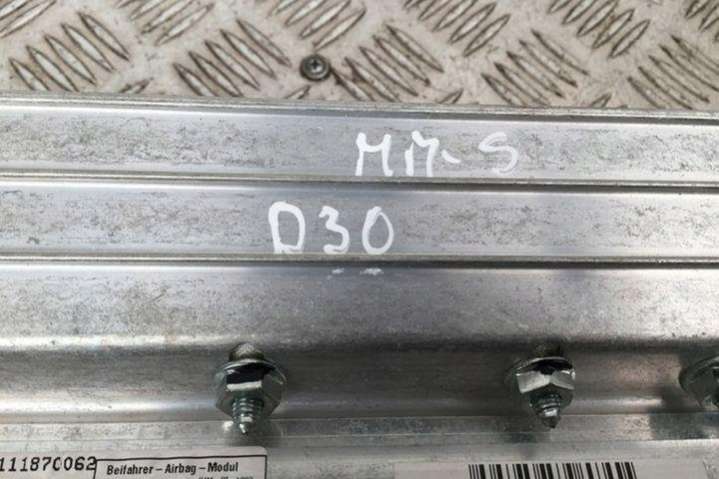 MM-S
D30
111870062
Beifahrer-Airbag-Modul